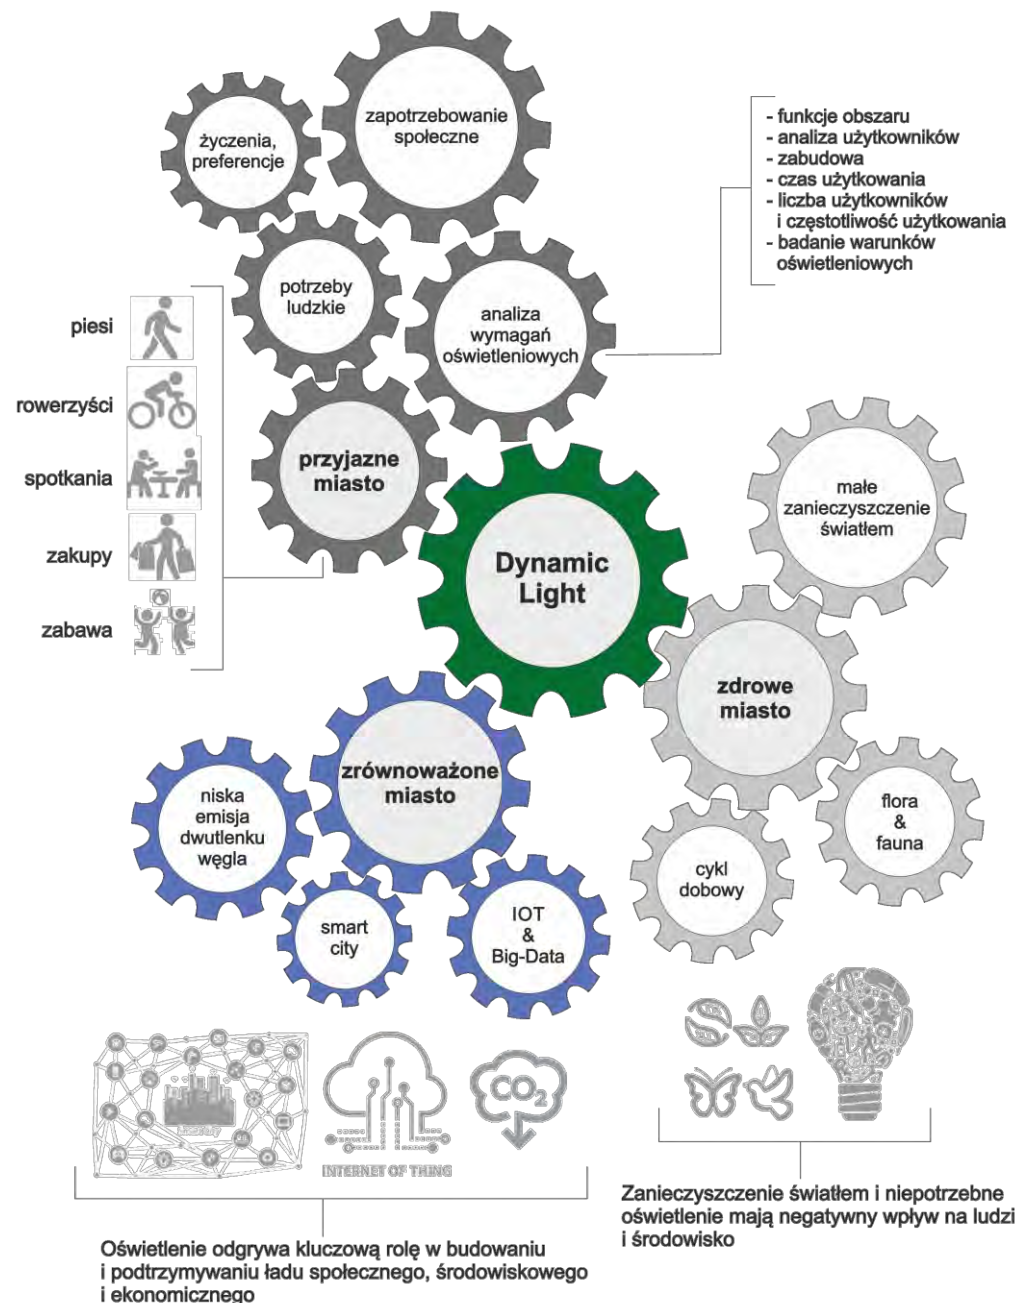 zapotrzebowanie
społeczne
życzenia,
preferencje
- funkcje obszaru
- analiza użytkowników
- zabudowa
- czas użytkowania
- liczba użytkowników
i częstotliwość użytkowania
- badanie warunków
oświetleniowych
potrzeby
ludzkie
analiza
wymagań
oświetleniowych
piesi
rowerzyści
spotkania
zakupy
zabawa
przyjazne
miasto
Dynamic
Light
małe
zanieczyszczenie
światłem
zdrowe
miasto
zrównoważone
miasto
niska
emisja
dwutlenku
węgla
smart
city
IOT
&
Big-Data
cykl
dobowy
flora
&
fauna
CO2
INTERNET OF THING
Zanieczyszczenie światłem i niepotrzebne
oświetlenie mają negatywny wpływ na ludzi
i środowisko
Oświetlenie odgrywa kluczową rolę w budowaniu
i podtrzymywaniu ładu społecznego, środowiskowego
i ekonomicznego